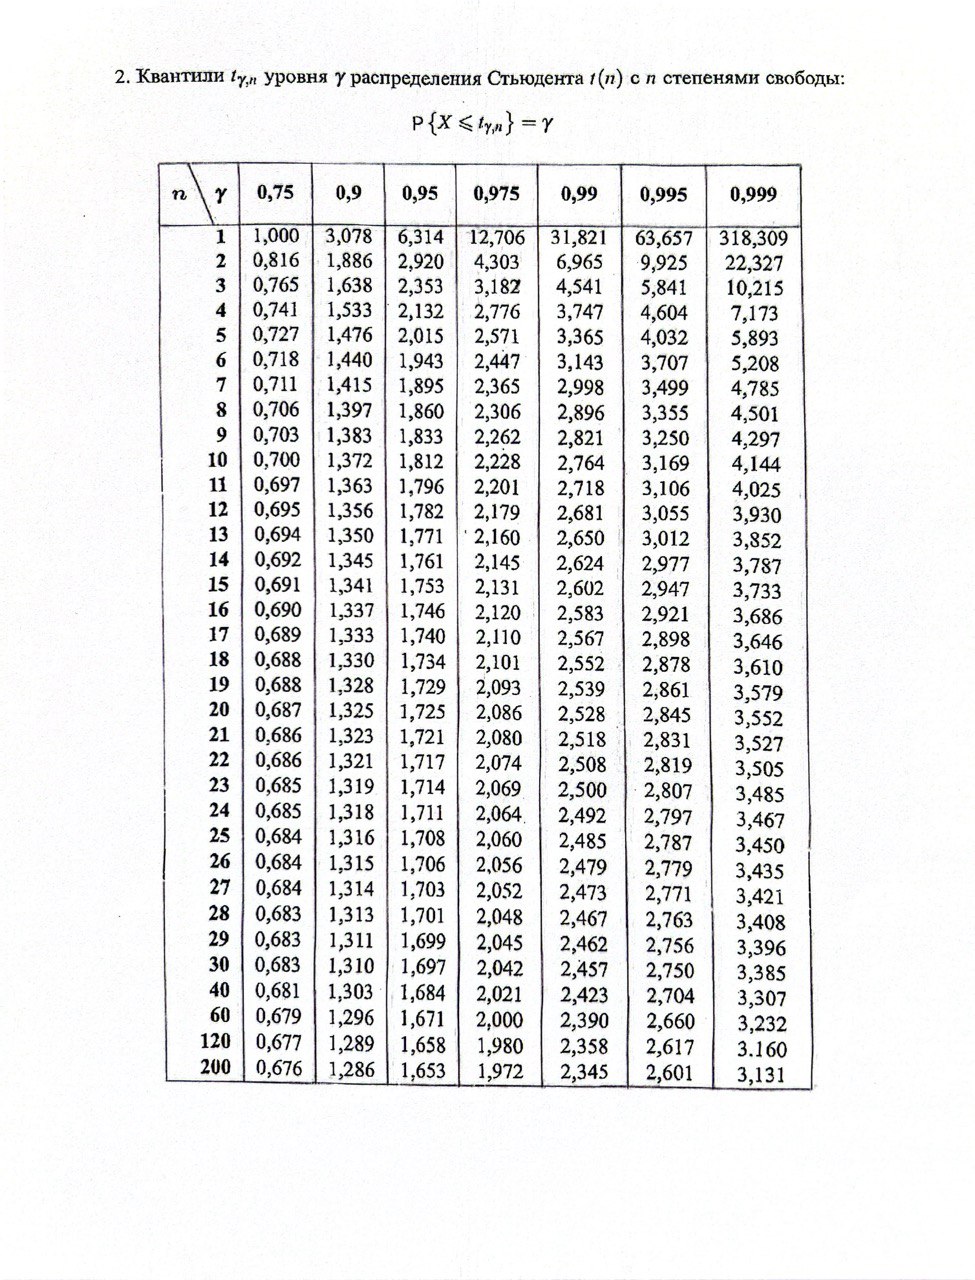 2. Квантили tγ,n уровня γ распределения Стьюдента t(n) с n степенями свободы:
P{X ⩽ tγ,n} = γ
n \ γ 0,75 0,9 0,95 0,975 0,99 0,995 0,999
1 1,000 3,078 6,314 12,706 31,821 63,657 318,309
2 0,816 1,886 2,920 4,303 6,965 9,925 22,327
3 0,765 1,638 2,353 3,182 4,541 5,841 10,215
4 0,741 1,533 2,132 2,776 3,747 4,604 7,173
5 0,727 1,476 2,015 2,571 3,365 4,032 5,893
6 0,718 1,440 1,943 2,447 3,143 3,707 5,208
7 0,711 1,415 1,895 2,365 2,998 3,499 4,785
8 0,706 1,397 1,860 2,306 2,896 3,355 4,501
9 0,703 1,383 1,833 2,262 2,821 3,250 4,297
10 0,700 1,372 1,812 2,228 2,764 3,169 4,144
11 0,697 1,363 1,796 2,201 2,718 3,106 4,025
12 0,695 1,356 1,782 2,179 2,681 3,055 3,930
13 0,694 1,350 1,771 2,160 2,650 3,012 3,852
14 0,692 1,345 1,761 2,145 2,624 2,977 3,787
15 0,691 1,341 1,753 2,131 2,602 2,947 3,733
16 0,690 1,337 1,746 2,120 2,583 2,921 3,686
17 0,689 1,333 1,740 2,110 2,567 2,898 3,646
18 0,688 1,330 1,734 2,101 2,552 2,878 3,610
19 0,688 1,328 1,729 2,093 2,539 2,861 3,579
20 0,687 1,325 1,725 2,086 2,528 2,845 3,552
21 0,686 1,323 1,721 2,080 2,518 2,831 3,527
22 0,686 1,321 1,717 2,074 2,508 2,819 3,505
23 0,685 1,319 1,714 2,069 2,500 2,807 3,485
24 0,685 1,318 1,711 2,064 2,492 2,797 3,467
25 0,684 1,316 1,708 2,060 2,485 2,787 3,450
26 0,684 1,315 1,706 2,056 2,479 2,779 3,435
27 0,684 1,314 1,703 2,052 2,473 2,771 3,421
28 0,683 1,313 1,701 2,048 2,467 2,763 3,408
29 0,683 1,311 1,699 2,045 2,462 2,756 3,396
30 0,683 1,310 1,697 2,042 2,457 2,750 3,385
40 0,681 1,303 1,684 2,021 2,423 2,704 3,307
60 0,679 1,296 1,671 2,000 2,390 2,660 3,232
120 0,677 1,289 1,658 1,980 2,358 2,617 3.160
200 0,676 1,286 1,653 1,972 2,345 2,601 3,131